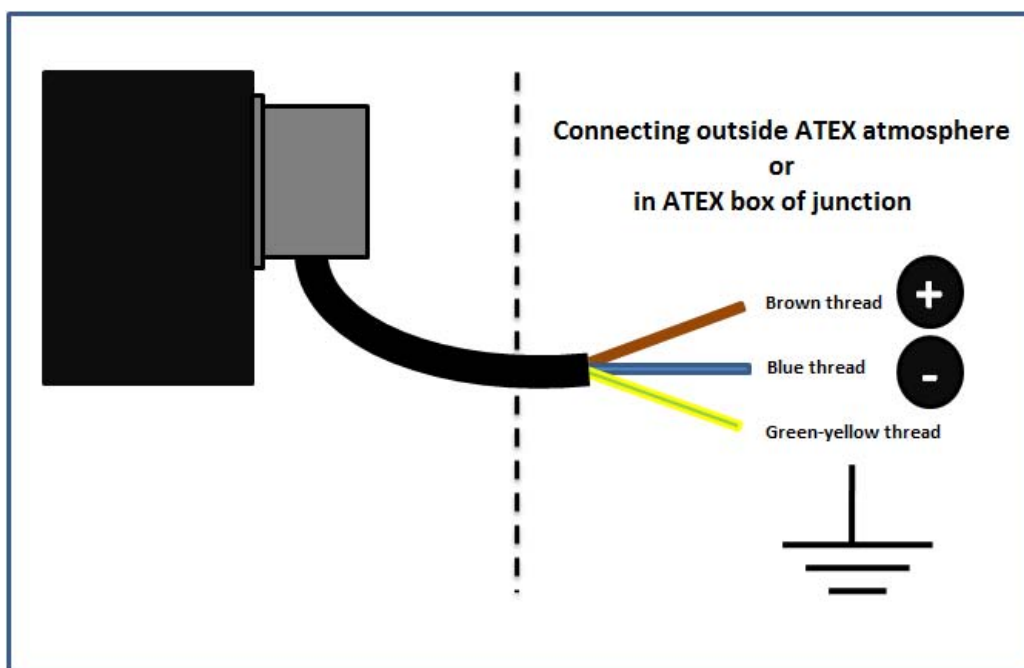 Connecting outside ATEX atmosphere
or
in ATEX box of junction
Brown thread
+
Blue thread
-
Green-yellow thread